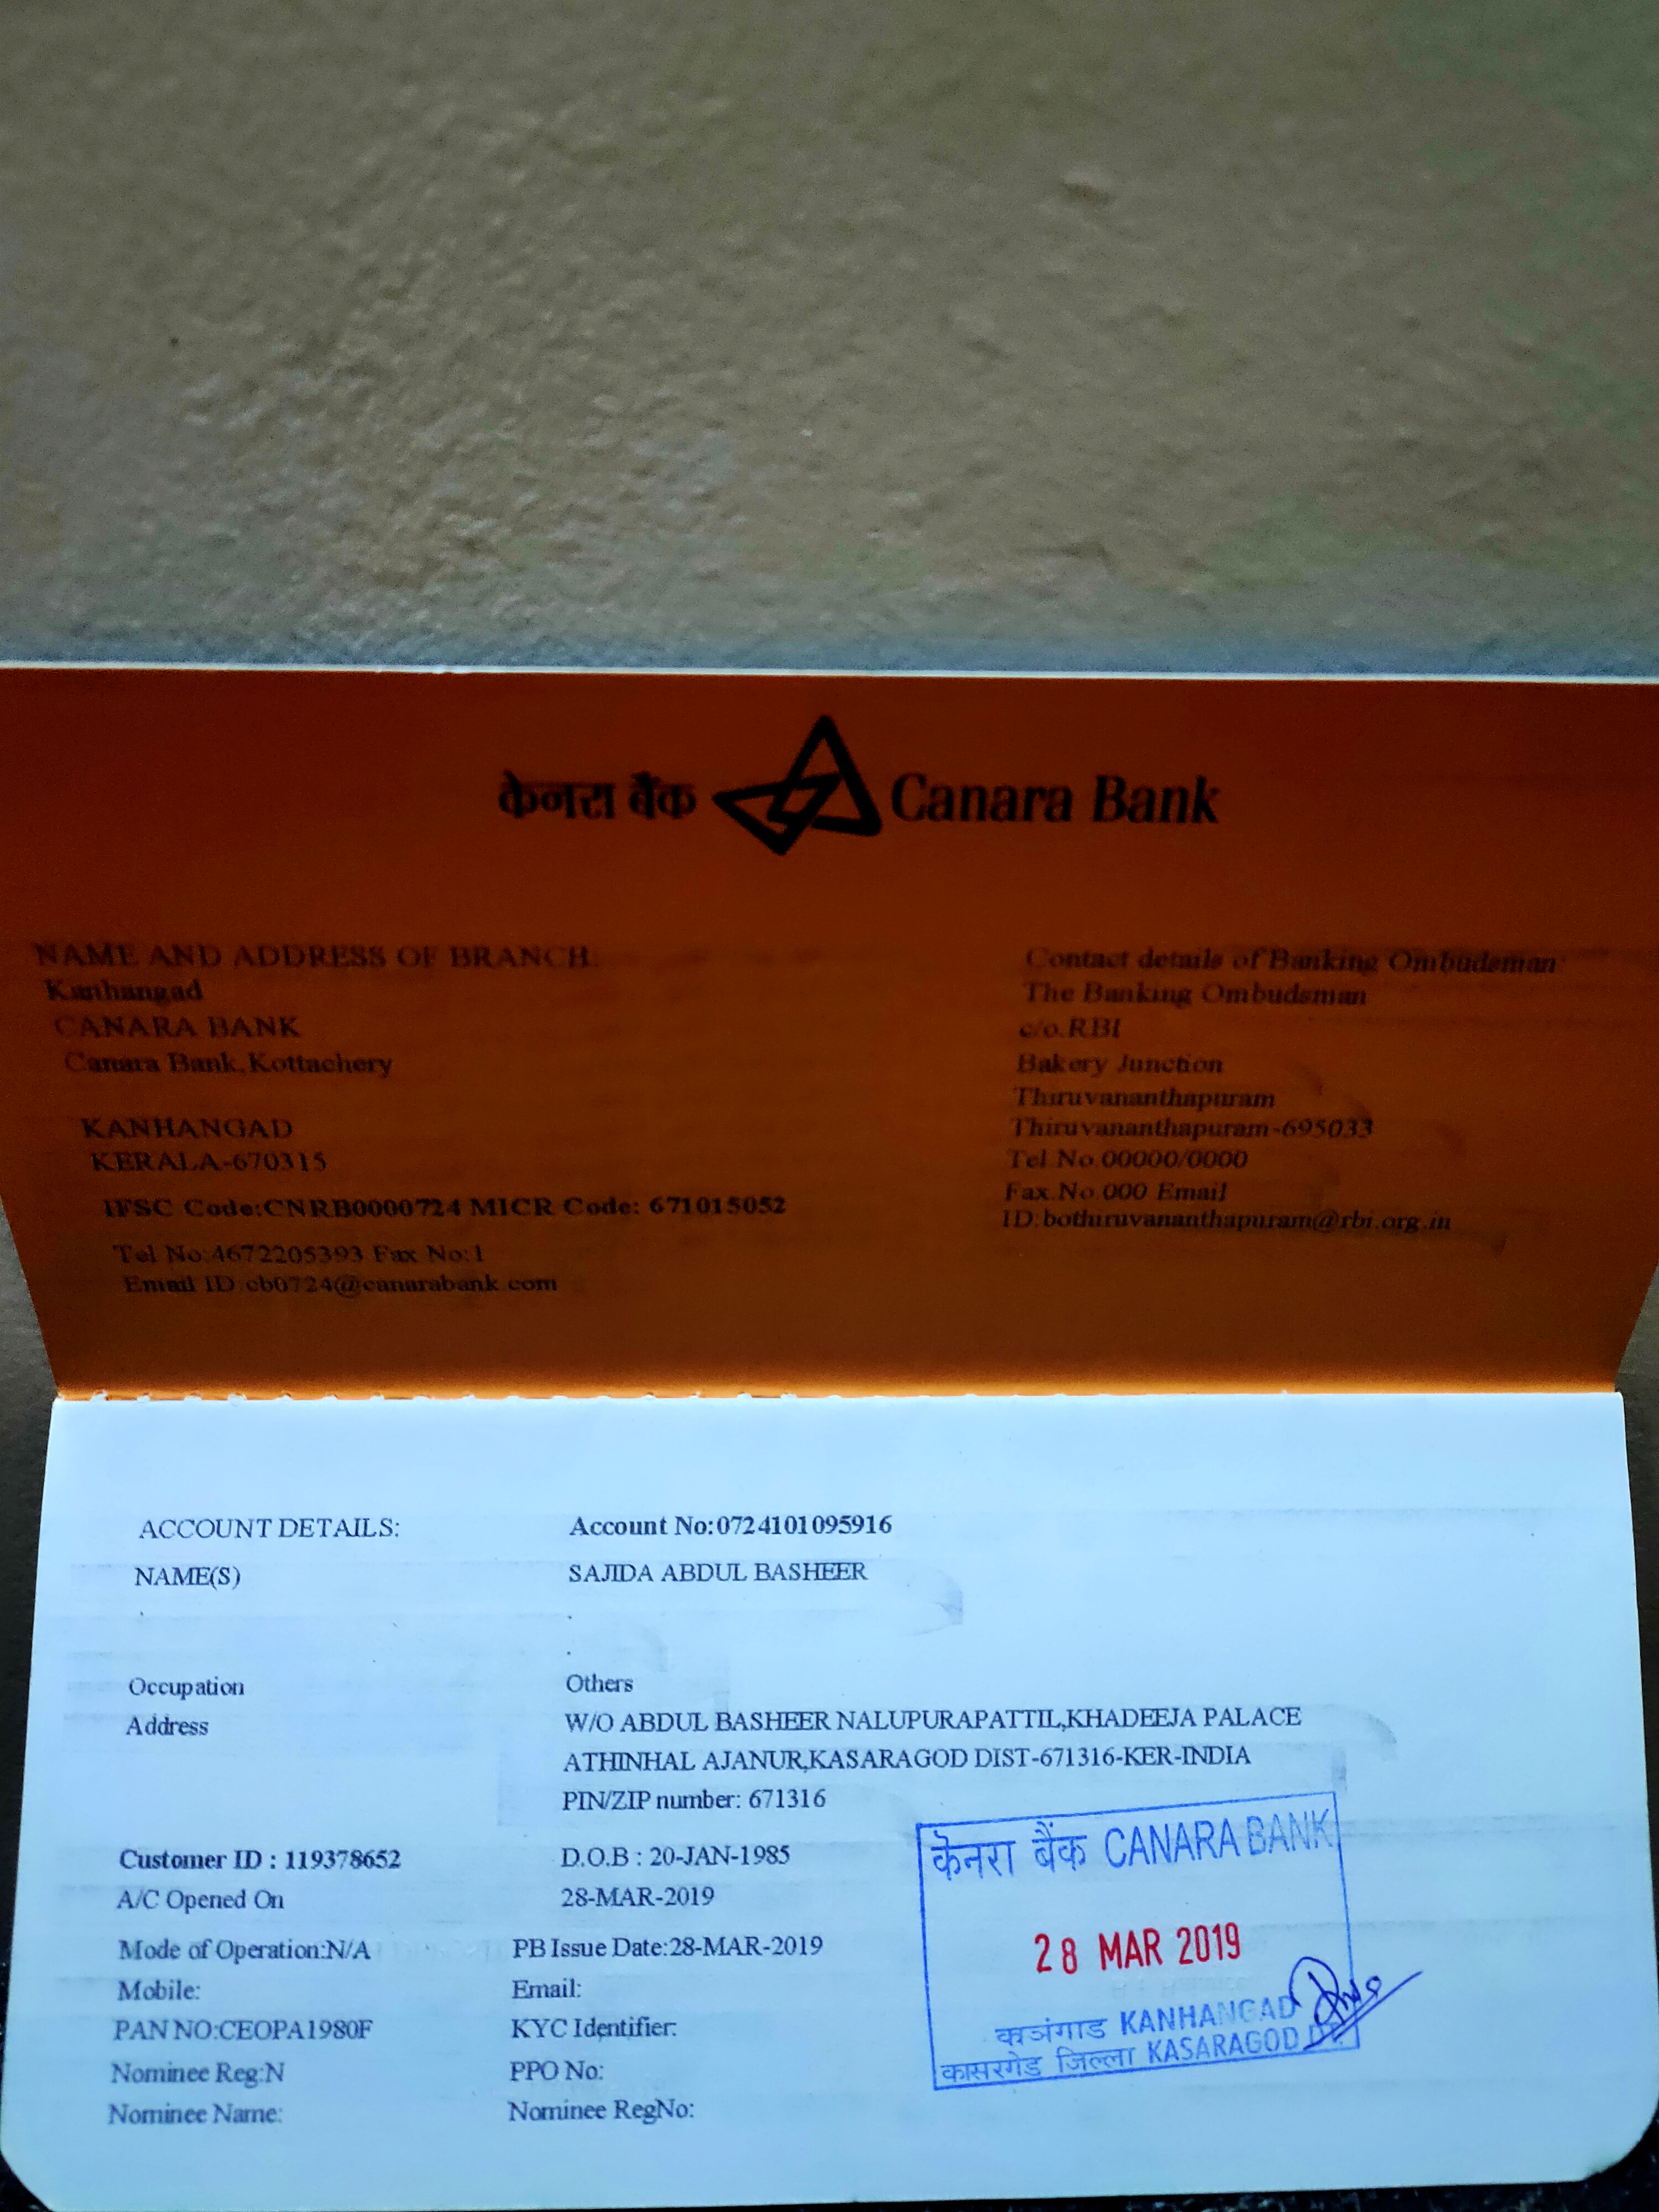 केनरा बैंक Canara Bank
NAME AND ADDRESS OF BRANCH:
Kanhangad
CANARA BANK
Canara Bank,Kottachery
KANHANGAD
KERALA-670315
IFSC Code:CNRB0000724 MICR Code: 671015052
Tel No:4672205393 Fax No:1
Email ID:cb0724@canarabank.com
Contact details of Banking Ombudsman:
The Banking Ombudsman
c/o.RBI
Bakery Junction
Thiruvananthapuram
Thiruvananthapuram-695033
Tel.No.00000/0000
Fax.No.000 Email
ID:bothiruvananthapuram@rbi.org.in
ACCOUNT DETAILS: Account No:0724101095916
NAME(S) SAJIDA ABDUL BASHEER
.
.
.
Occupation Others
Address W/O ABDUL BASHEER NALUPURAPATTIL,KHADEEJA PALACE
ATHINHAL AJANUR,KASARAGOD DIST-671316-KER-INDIA
PIN/ZIP number: 671316
Customer ID : 119378652 D.O.B : 20-JAN-1985
A/C Opened On 28-MAR-2019
Mode of Operation:N/A PB Issue Date:28-MAR-2019
Mobile: Email:
PAN NO:CEOPA1980F KYC Identifier:
Nominee Reg:N PPO No:
Nominee Name: Nominee RegNo:
केनरा बैंक CANARA BANK
28 MAR 2019
KANHANGAD
कासरगोड जिल्ला KASARAGOD DT.